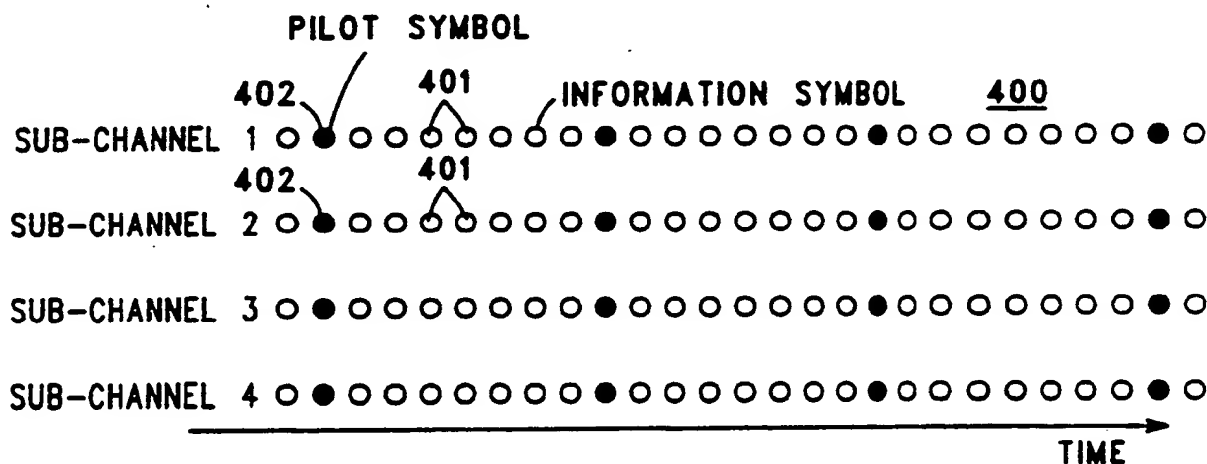 PILOT SYMBOL
402 401 INFORMATION SYMBOL 400
SUB-CHANNEL 1
402 401
SUB-CHANNEL 2
SUB-CHANNEL 3
SUB-CHANNEL 4
TIME